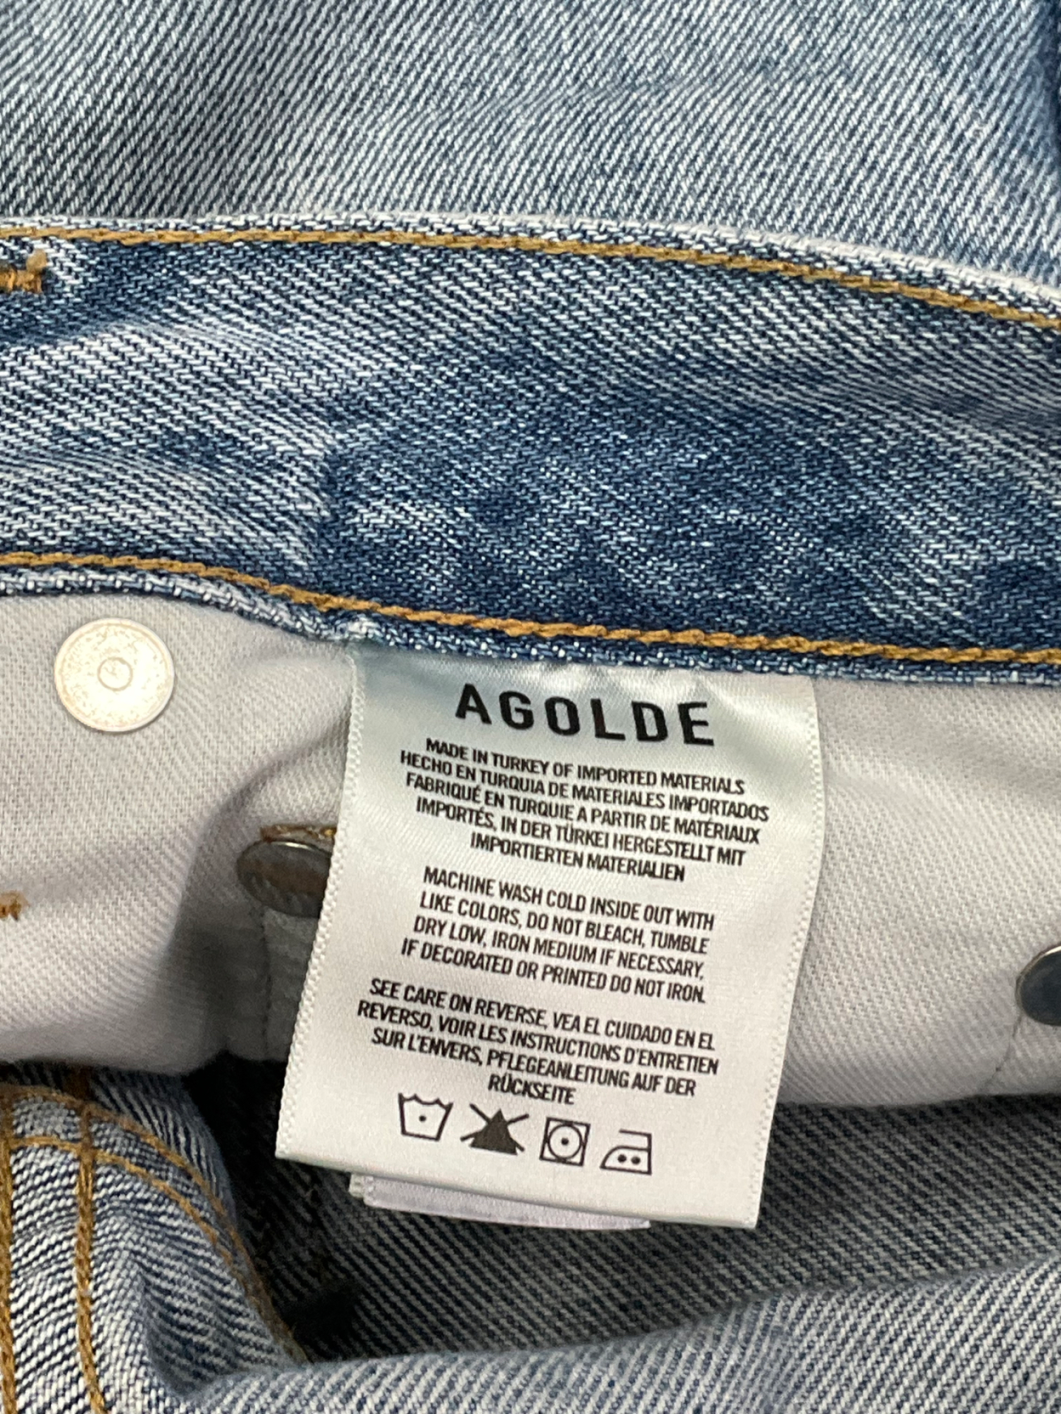 AGOLDE
MADE IN TURKEY OF IMPORTED MATERIALS
HECHO EN TURQUIA DE MATERIALES IMPORTADOS
FABRIQUÉ EN TURQUIE A PARTIR DE MATÉRIAUX
IMPORTÉS, IN DER TÜRKEI HERGESTELLT MIT
IMPORTIERTEN MATERIALIEN
MACHINE WASH COLD INSIDE OUT WITH
LIKE COLORS, DO NOT BLEACH, TUMBLE
DRY LOW, IRON MEDIUM IF NECESSARY,
IF DECORATED OR PRINTED DO NOT IRON.
SEE CARE ON REVERSE, VEA EL CUIDADO EN EL
REVERSO, VOIR LES INSTRUCTIONS D'ENTRETIEN
SUR L'ENVERS, PFLEGEANLEITUNG AUF DER
RÜCKSEITE